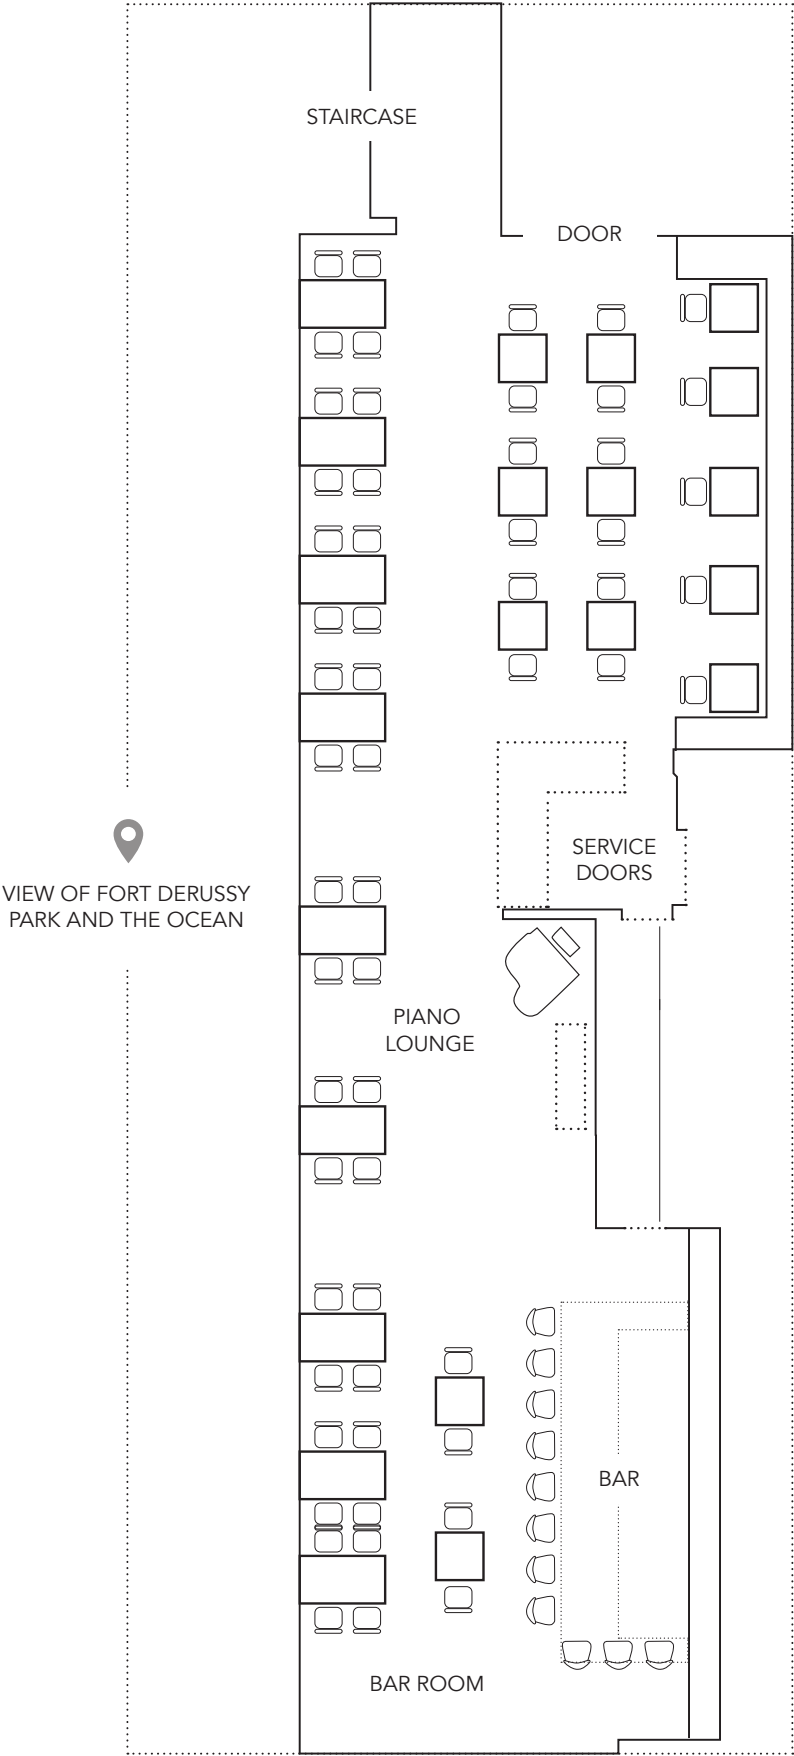 STAIRCASE
DOOR
SERVICE
DOORS
VIEW OF FORT DERUSSY
PARK AND THE OCEAN
PIANO
LOUNGE
BAR
BAR ROOM